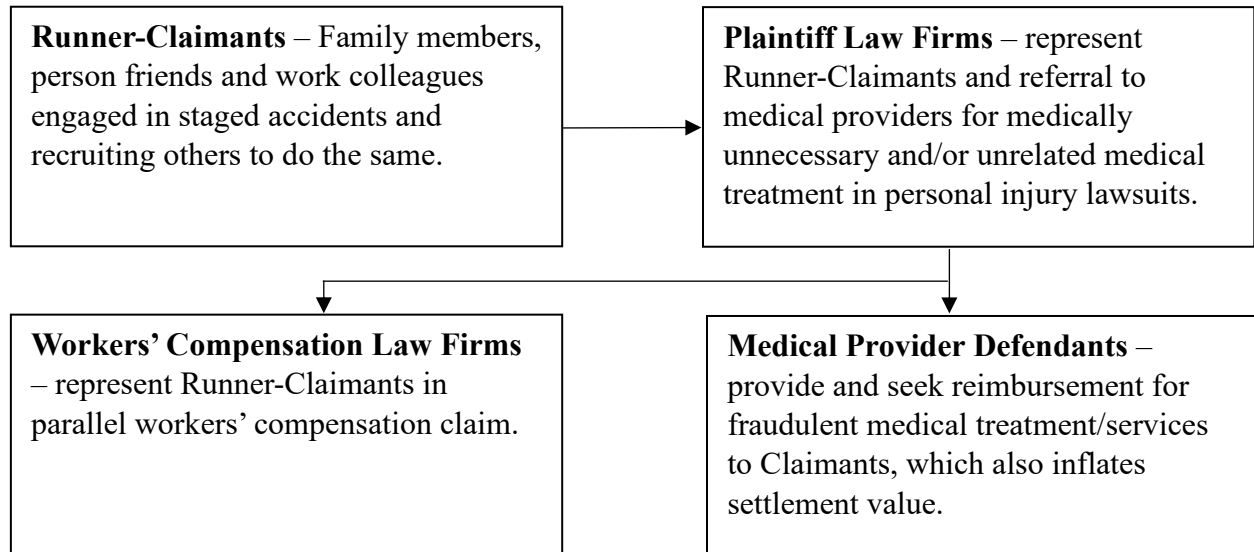 Runner-Claimants – Family members,
person friends and work colleagues
engaged in staged accidents and
recruiting others to do the same.
Plaintiff Law Firms – represent
Runner-Claimants and referral to
medical providers for medically
unnecessary and/or unrelated medical
treatment in personal injury lawsuits.
Workers’ Compensation Law Firms
– represent Runner-Claimants in
parallel workers’ compensation claim.
Medical Provider Defendants –
provide and seek reimbursement for
fraudulent medical treatment/services
to Claimants, which also inflates
settlement value.